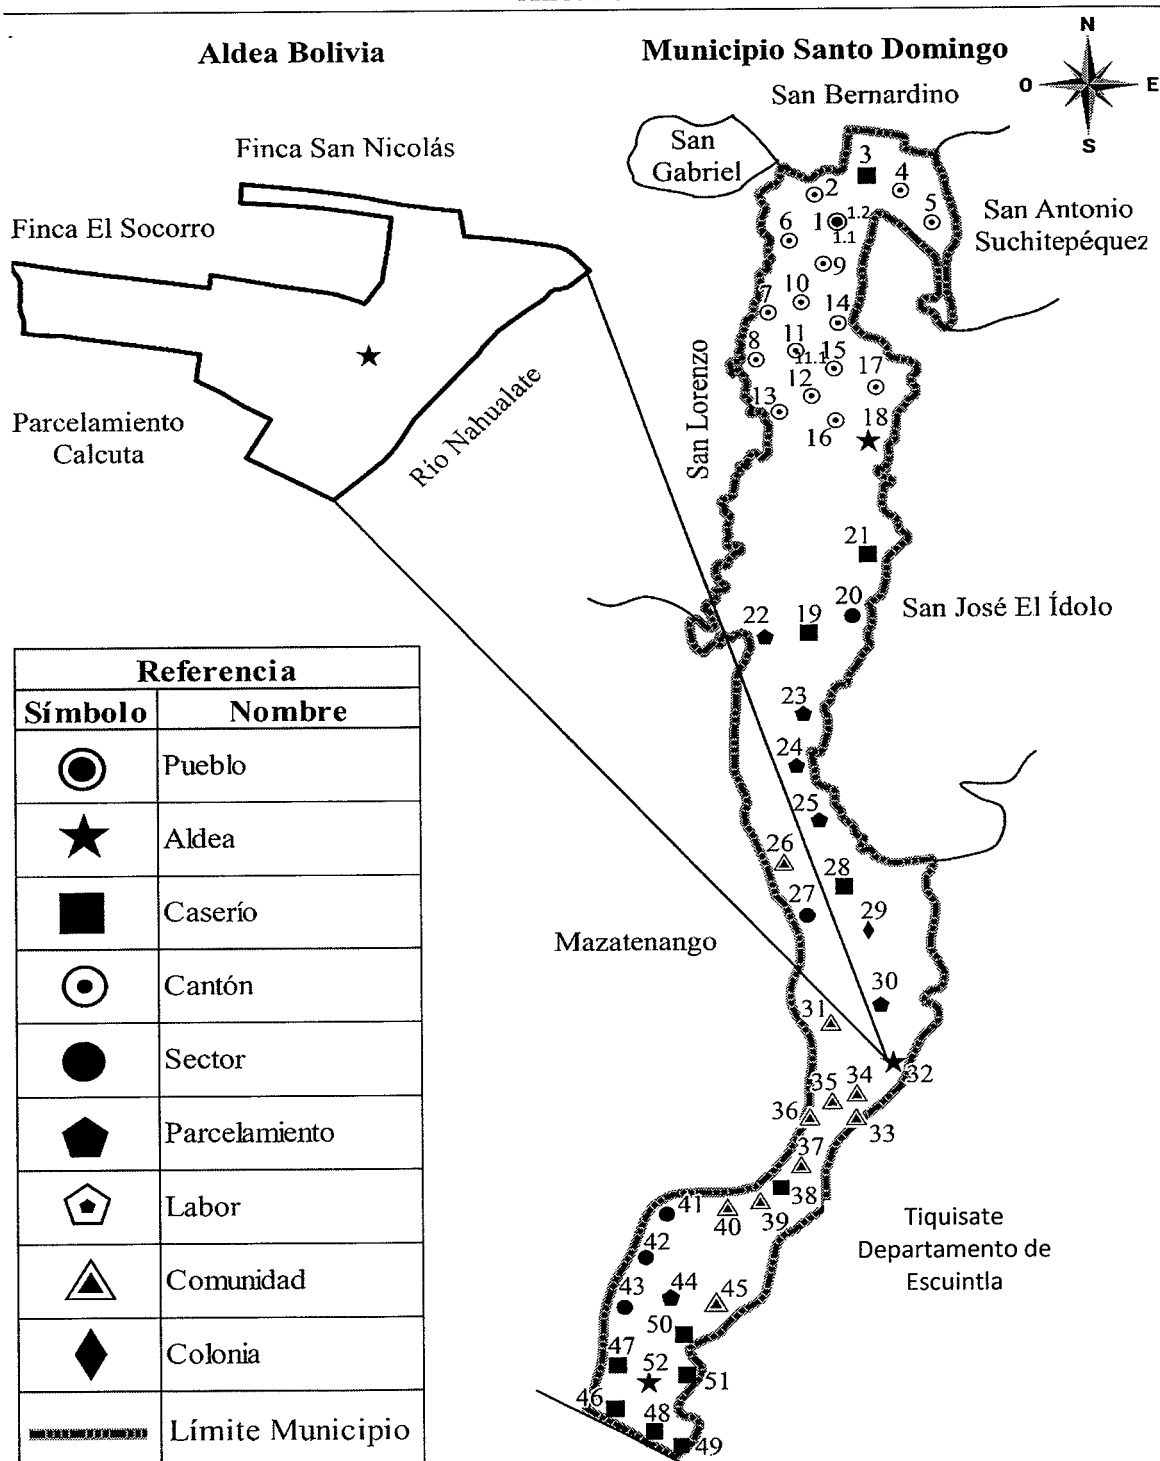 Aldea Bolivia
Municipio Santo Domingo
N
O
E
S
San Bernardino
San
Gabriel
Finca San Nicolás
Finca El Socorro
San Antonio
Suchitepéquez
3
4
2
5
1
1.2
1.1
6
9
10
7
14
11
8
11.1
15
17
12
13
16
18
San Lorenzo
Parcelamiento
Calcuta
Río Nahualate
21
20
San José El Ídolo
22
19
23
24
25
26
28
27
29
Mazatenango
30
31
32
34
35
36
33
37
38
41
40
39
42
Tiquisate
Departamento de
Escuintla
43
44
45
50
47
52
51
46
48
49
Referencia
Símbolo Nombre
Pueblo
Aldea
Caserío
Cantón
Sector
Parcelamiento
Labor
Comunidad
Colonia
Límite Municipio